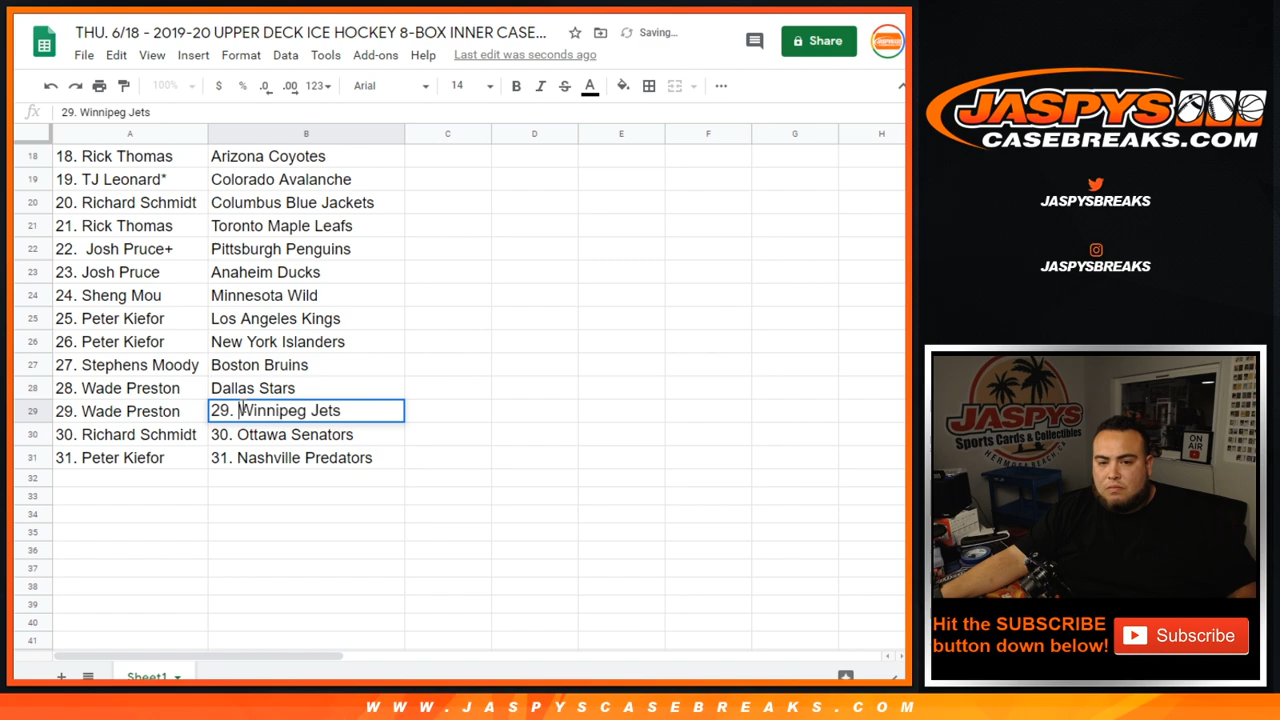 THU. 6/18 - 2019-20 UPPER DECK ICE HOCKEY 8-BOX INNER CASE...
Saving...
Share
File Edit View Insert Format Data Tools Add-ons Help Last edit was seconds ago
100% $ % .0 .00 123 Arial 14 B I S A
fx 29. Winnipeg Jets
A B C D E F G H
18 18. Rick Thomas Arizona Coyotes
19 19. TJ Leonard* Colorado Avalanche
20 20. Richard Schmidt Columbus Blue Jackets
21 21. Rick Thomas Toronto Maple Leafs
22 22. Josh Pruce+ Pittsburgh Penguins
23 23. Josh Pruce Anaheim Ducks
24 24. Sheng Mou Minnesota Wild
25 25. Peter Kiefor Los Angeles Kings
26 26. Peter Kiefor New York Islanders
27 27. Stephens Moody Boston Bruins
28 28. Wade Preston Dallas Stars
29 29. Wade Preston 29. Winnipeg Jets
30 30. Richard Schmidt 30. Ottawa Senators
31 31. Peter Kiefor 31. Nashville Predators
32
33
34
35
36
37
38
39
40
41
Sheet1
JASPYS
CASEBREAKS.COM
JASPYSBREAKS
JASPYSBREAKS
JASPYS
Sports Cards & Collectibles
HERMOSA BEACH, CA
ON AIR
Hit the SUBSCRIBE
button down below!
Subscribe
WWW.JASPYSCASEBREAKS.COM